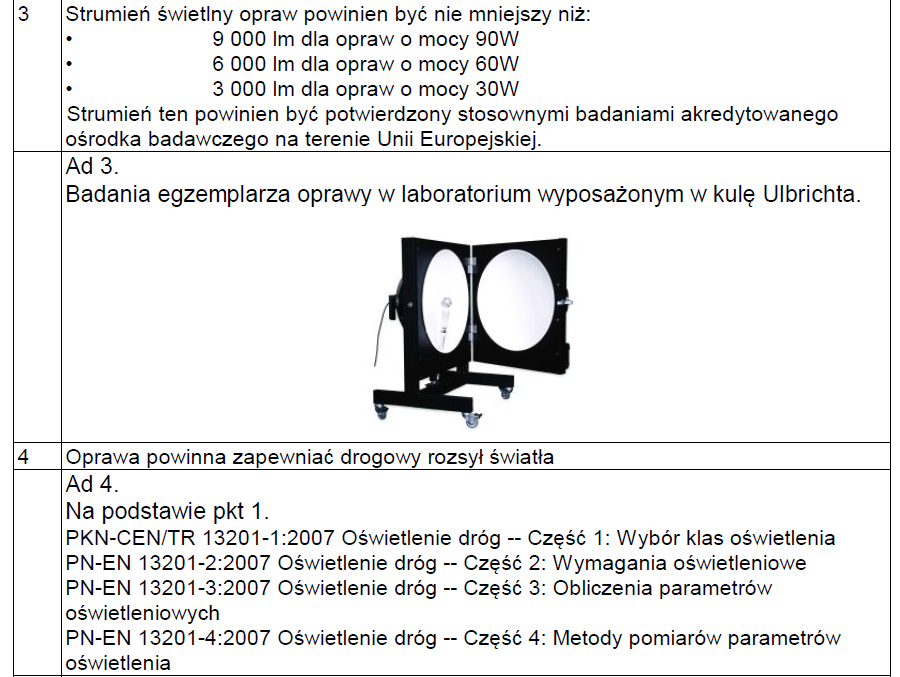 3 Strumień świetlny opraw powinien być nie mniejszy niż:
• 9 000 lm dla opraw o mocy 90W
• 6 000 lm dla opraw o mocy 60W
• 3 000 lm dla opraw o mocy 30W
Strumień ten powinien być potwierdzony stosownymi badaniami akredytowanego
ośrodka badawczego na terenie Unii Europejskiej.
Ad 3.
Badania egzemplarza oprawy w laboratorium wyposażonym w kulę Ulbrichta.
4 Oprawa powinna zapewniać drogowy rozsył światła
Ad 4.
Na podstawie pkt 1.
PKN-CEN/TR 13201-1:2007 Oświetlenie dróg -- Część 1: Wybór klas oświetlenia
PN-EN 13201-2:2007 Oświetlenie dróg -- Część 2: Wymagania oświetleniowe
PN-EN 13201-3:2007 Oświetlenie dróg -- Część 3: Obliczenia parametrów
oświetleniowych
PN-EN 13201-4:2007 Oświetlenie dróg -- Część 4: Metody pomiarów parametrów
oświetlenia